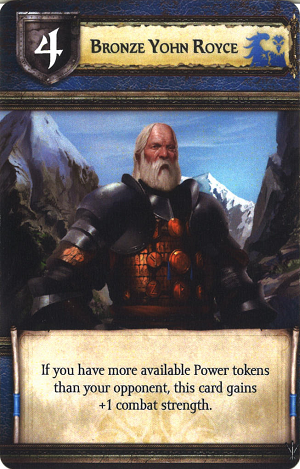 4
Bronze Yohn Royce
If you have more available Power tokens
than your opponent, this card gains
+1 combat strength.